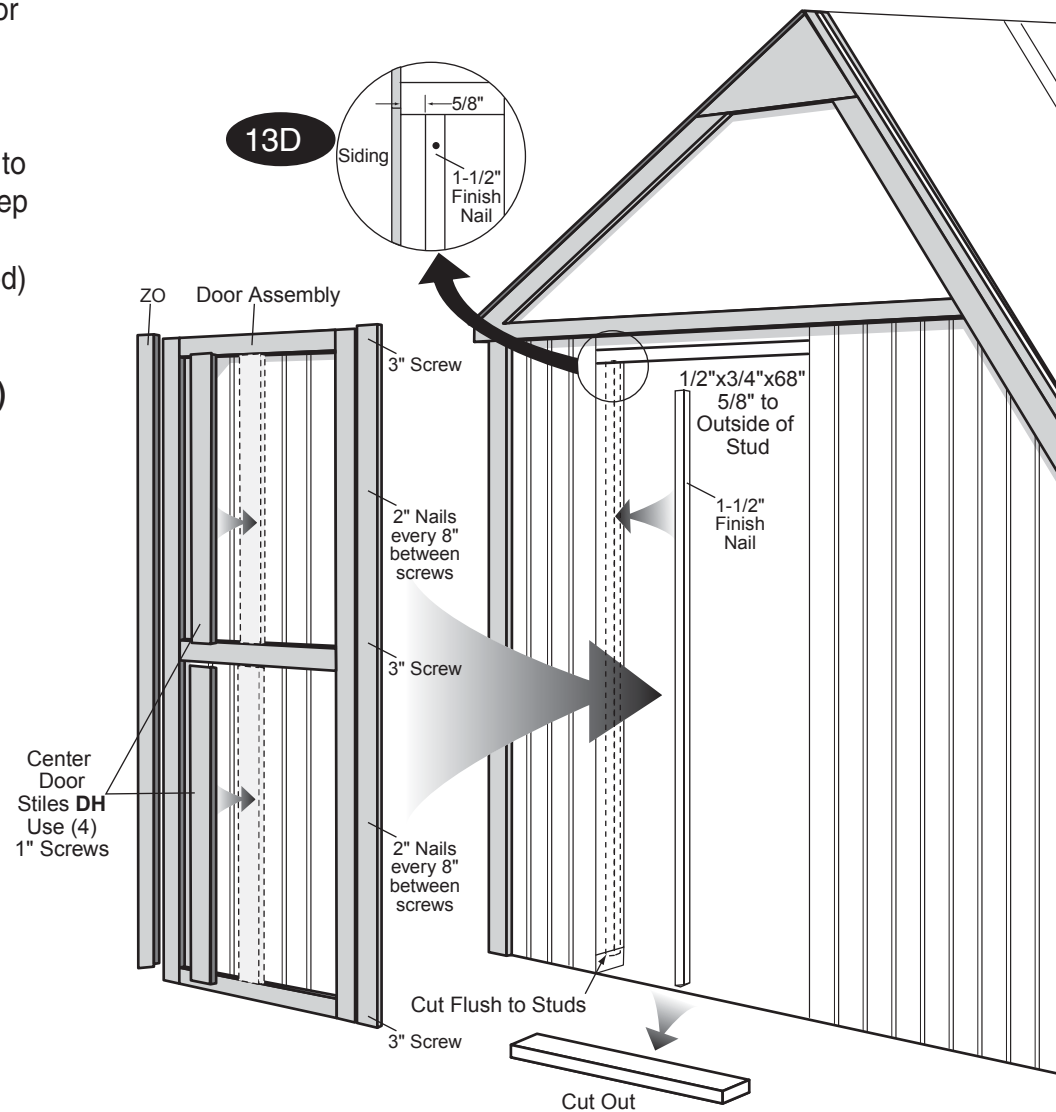 or
to
ep
d)
)
13D
5/8"
Siding
1-1/2"
Finish
Nail
ZO
Door Assembly
3" Screw
1/2"x3/4"x68"
5/8" to
Outside of
Stud
2" Nails
every 8"
between
screws
1-1/2"
Finish
Nail
3" Screw
Center
Door
Stiles DH
Use (4)
1" Screws
2" Nails
every 8"
between
screws
Cut Flush to Studs
3" Screw
Cut Out